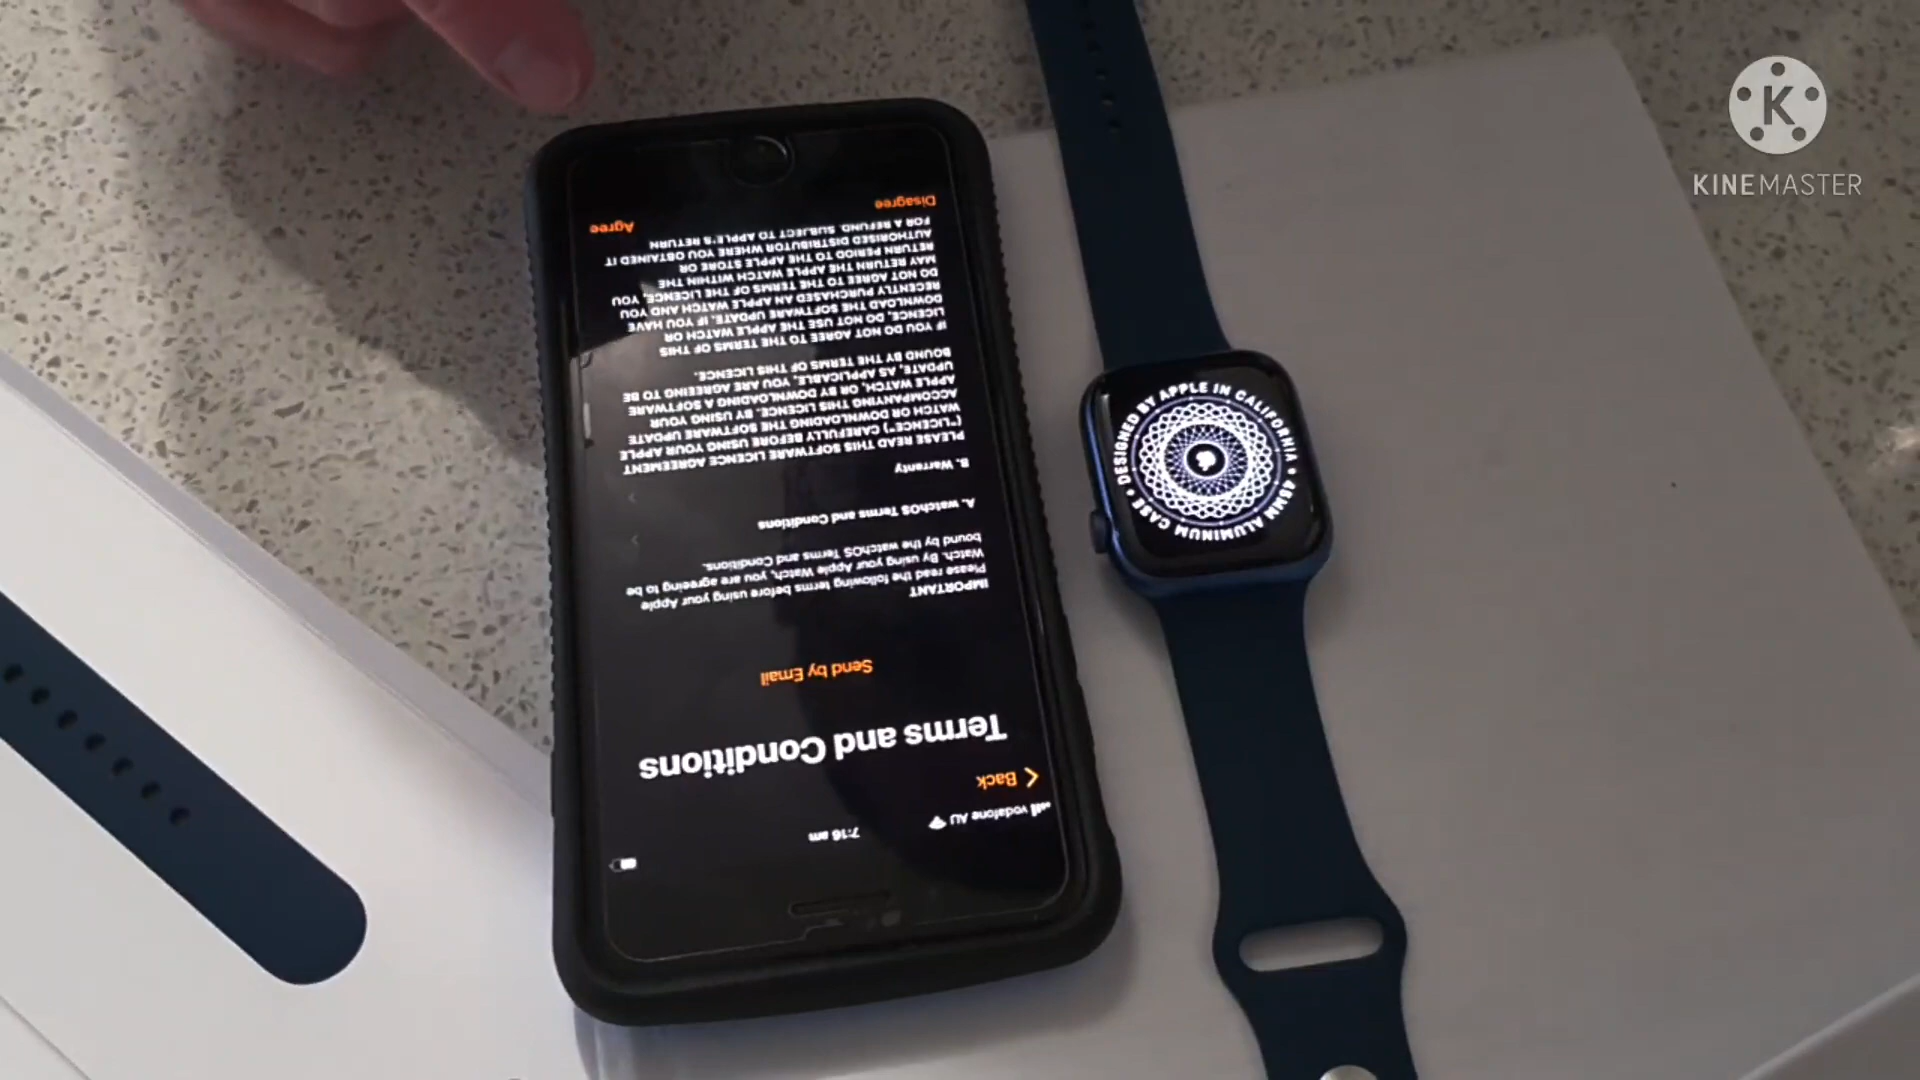 vodafone AU
7:16 am
Back
Terms and Conditions
Send by Email
IMPORTANT
Please read the following terms before using your Apple
Watch. By using your Apple Watch, you are agreeing to be
bound by the watchOS Terms and Conditions.
A. watchOS Terms and Conditions
B. Warranty
PLEASE READ THIS SOFTWARE LICENCE AGREEMENT
("LICENCE") CAREFULLY BEFORE USING YOUR APPLE
WATCH OR DOWNLOADING THE SOFTWARE UPDATE
ACCOMPANYING THIS LICENCE. BY USING YOUR
APPLE WATCH, OR BY DOWNLOADING A SOFTWARE
UPDATE, AS APPLICABLE, YOU ARE AGREEING TO BE
BOUND BY THE TERMS OF THIS LICENCE.
IF YOU DO NOT AGREE TO THE TERMS OF THIS
LICENCE, DO NOT USE THE APPLE WATCH OR
DOWNLOAD THE SOFTWARE UPDATE. IF YOU HAVE
RECENTLY PURCHASED AN APPLE WATCH AND YOU
DO NOT AGREE TO THE TERMS OF THE LICENCE, YOU
MAY RETURN THE APPLE WATCH WITHIN THE
RETURN PERIOD TO THE APPLE STORE OR
AUTHORISED DISTRIBUTOR WHERE YOU OBTAINED IT
FOR A REFUND, SUBJECT TO APPLE'S RETURN
Disagree
Agree
DESIGNED BY APPLE IN CALIFORNIA • 45MM ALUMINUM CASE •
K
KINEMASTER